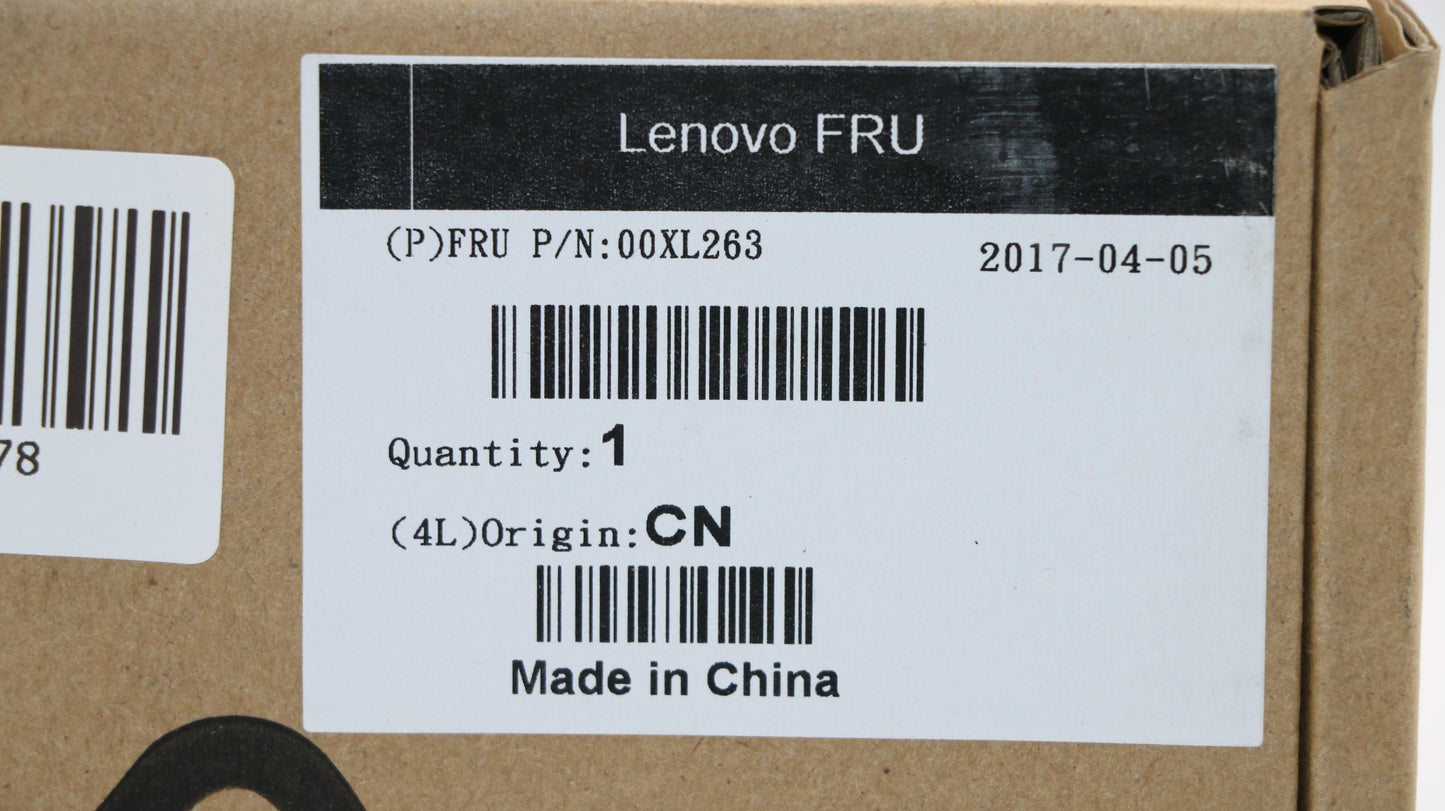 Lenovo FRU
(P)FRU P/N:00XL263
2017-04-05
78
Quantity:1
(4L)Origin:CN
Made in China